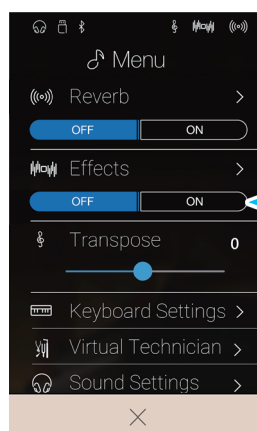 Menu
Reverb >
OFF ON
Effects >
OFF ON
Transpose 0
Keyboard Settings >
Virtual Technician >
Sound Settings >